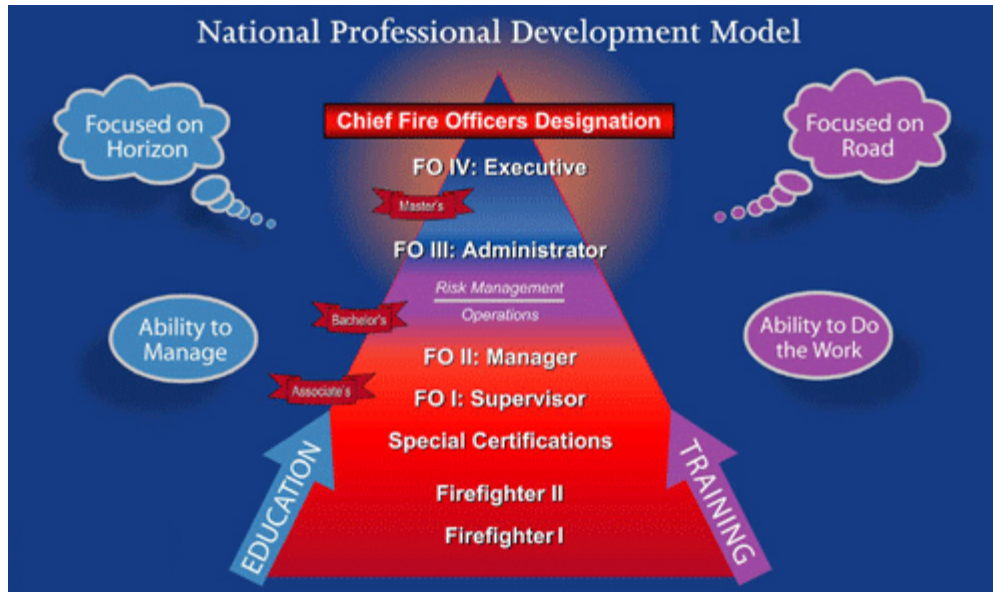 National Professional Development Model
Focused on
Horizon
Focused on
Road
Chief Fire Officers Designation
FO IV: Executive
Master's
FO III: Administrator
Risk Management
Operations
Bachelor's
Ability to
Manage
Ability to Do
the Work
FO II: Manager
Associate's
FO I: Supervisor
Special Certifications
Firefighter II
Firefighter I
EDUCATION
TRAINING